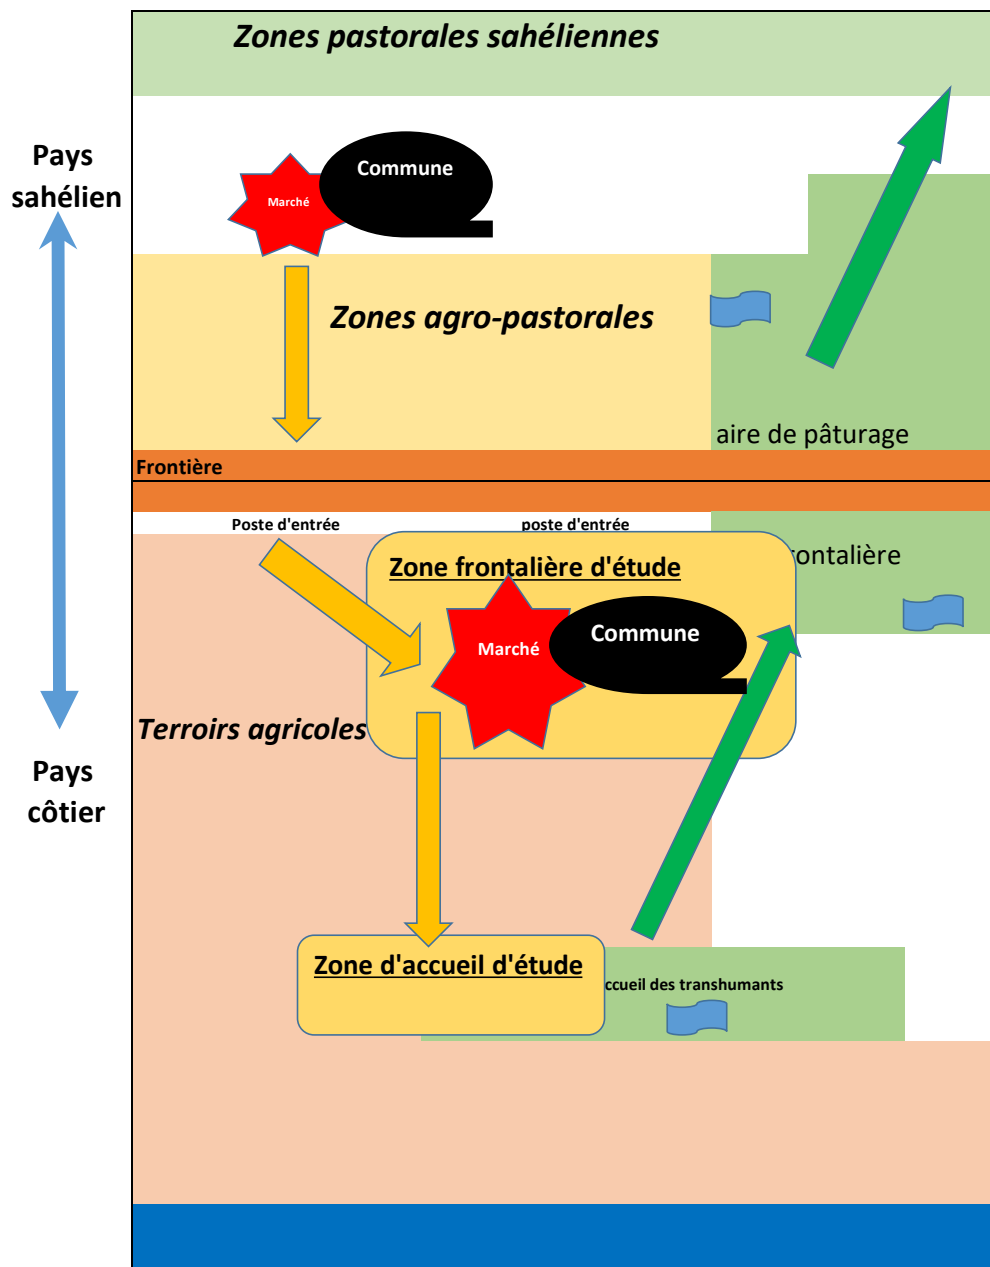 Zones pastorales sahéliennes
Pays
sahélien
Commune
Marché
Zones agro-pastorales
aire de pâturage
Frontière
Poste d'entrée
poste d'entrée
Zone frontalière d'étude
ontalière
Commune
Marché
Terroirs agricoles
Pays
côtier
Zone d'accueil d'étude
ccueil des transhumants